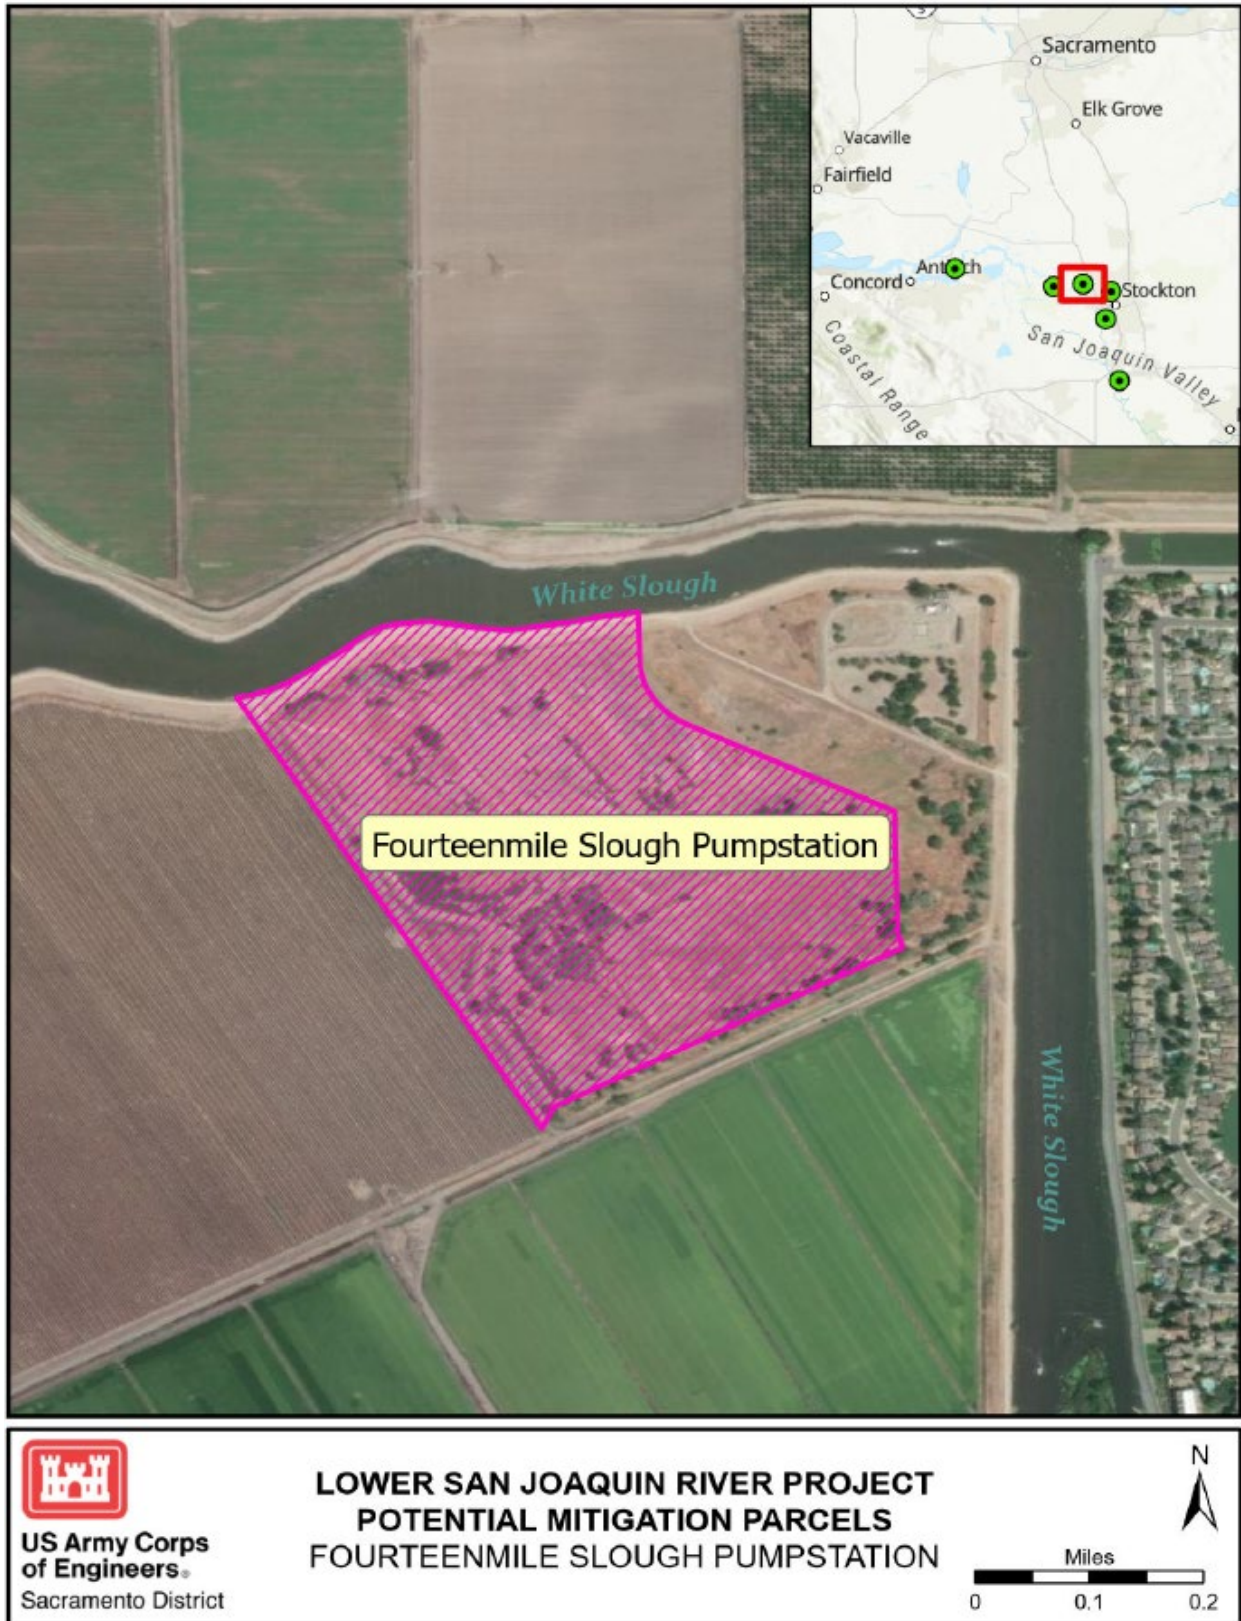 Sacramento
Elk Grove
Vacaville
Fairfield
Antioch
Concord
Stockton
San Joaquin Valley
Coastal Range
White Slough
Fourteenmile Slough Pumpstation
White Slough
US Army Corps
of Engineers®
Sacramento District
LOWER SAN JOAQUIN RIVER PROJECT
POTENTIAL MITIGATION PARCELS
FOURTEENMILE SLOUGH PUMPSTATION
N
Miles
0 0.1 0.2